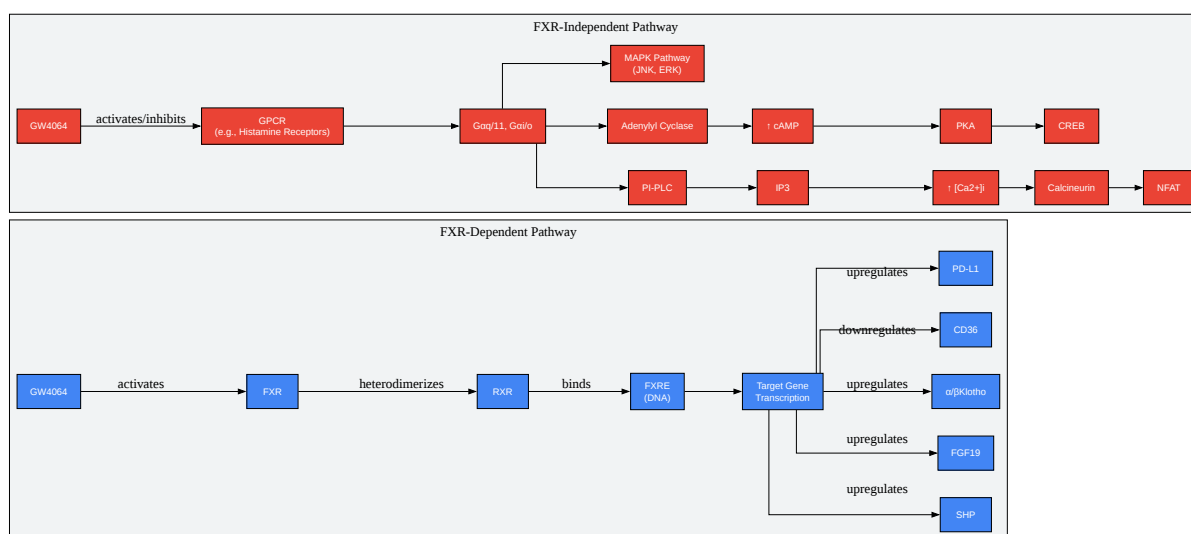 FXR-Independent Pathway
MAPK Pathway
(JNK, ERK)
GW4064
activates/inhibits
GPCR
(e.g., Histamine Receptors)
Gαq/11, Gαi/o
Adenylyl Cyclase
↑ cAMP
PKA
CREB
PI-PLC
IP3
↑ [Ca2+]i
Calcineurin
NFAT
FXR-Dependent Pathway
upregulates
PD-L1
downregulates
CD36
GW4064
activates
FXR
heterodimerizes
RXR
binds
FXRE
(DNA)
Target Gene
Transcription
upregulates
α/βKlotho
upregulates
FGF19
upregulates
SHP